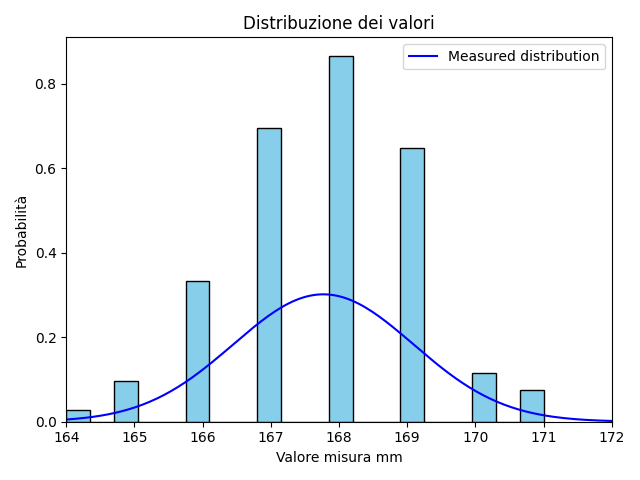 Distribuzione dei valori
Measured distribution
0.8
0.6
0.4
0.2
0.0
Probabilità
164 165 166 167 168 169 170 171 172
Valore misura mm